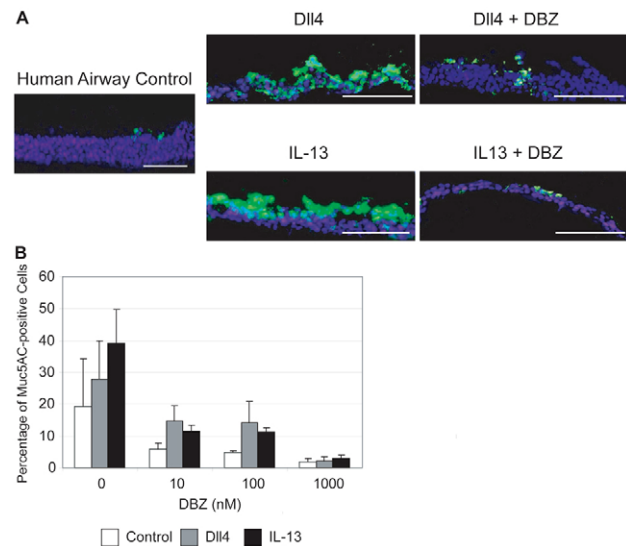 A
Human Airway Control
Dll4
Dll4 + DBZ
IL-13
IL13 + DBZ
B
Percentage of Muc5AC-positive Cells
60
50
40
30
20
10
0
0
10
100
1000
DBZ (nM)
Control
Dll4
IL-13